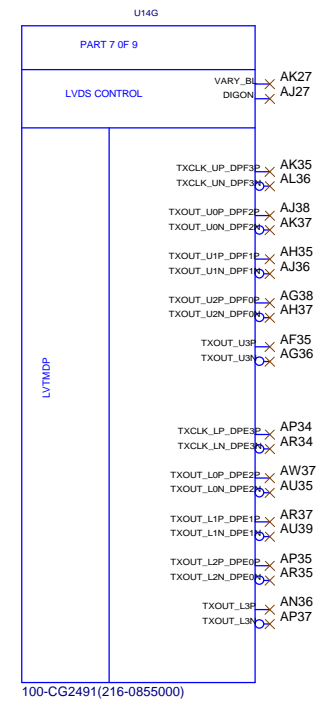 U14G
PART 7 0F 9
LVDS CONTROL
VARY_BL AK27
DIGON AJ27
LVTMDP
TXCLK_UP_DPF3P AK35
TXCLK_UN_DPF3N AL36
TXOUT_U0P_DPF2P AJ38
TXOUT_U0N_DPF2N AK37
TXOUT_U1P_DPF1P AH35
TXOUT_U1N_DPF1N AJ36
TXOUT_U2P_DPF0P AG38
TXOUT_U2N_DPF0N AH37
TXOUT_U3P AF35
TXOUT_U3N AG36
TXCLK_LP_DPE3P AP34
TXCLK_LN_DPE3N AR34
TXOUT_L0P_DPE2P AW37
TXOUT_L0N_DPE2N AU35
TXOUT_L1P_DPE1P AR37
TXOUT_L1N_DPE1N AU39
TXOUT_L2P_DPE0P AP35
TXOUT_L2N_DPE0N AR35
TXOUT_L3P AN36
TXOUT_L3N AP37
100-CG2491(216-0855000)